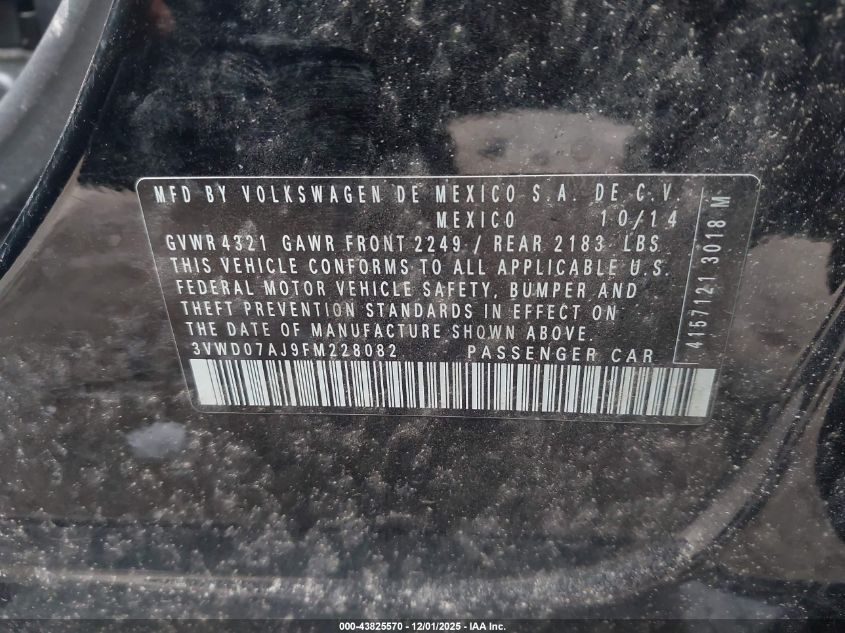 MFD BY VOLKSWAGEN DE MEXICO S.A. DE C.V.
MEXICO 10/14
GVWR 4321 GAWR FRONT 2249 / REAR 2183 LBS
THIS VEHICLE CONFORMS TO ALL APPLICABLE U.S.
FEDERAL MOTOR VEHICLE SAFETY, BUMPER AND
THEFT PREVENTION STANDARDS IN EFFECT ON
THE DATE OF MANUFACTURE SHOWN ABOVE.
3VWD07AJ9FM228082 PASSENGER CAR
4157121 3018 M
000-43825570 - 12/01/2025 - IAA Inc.